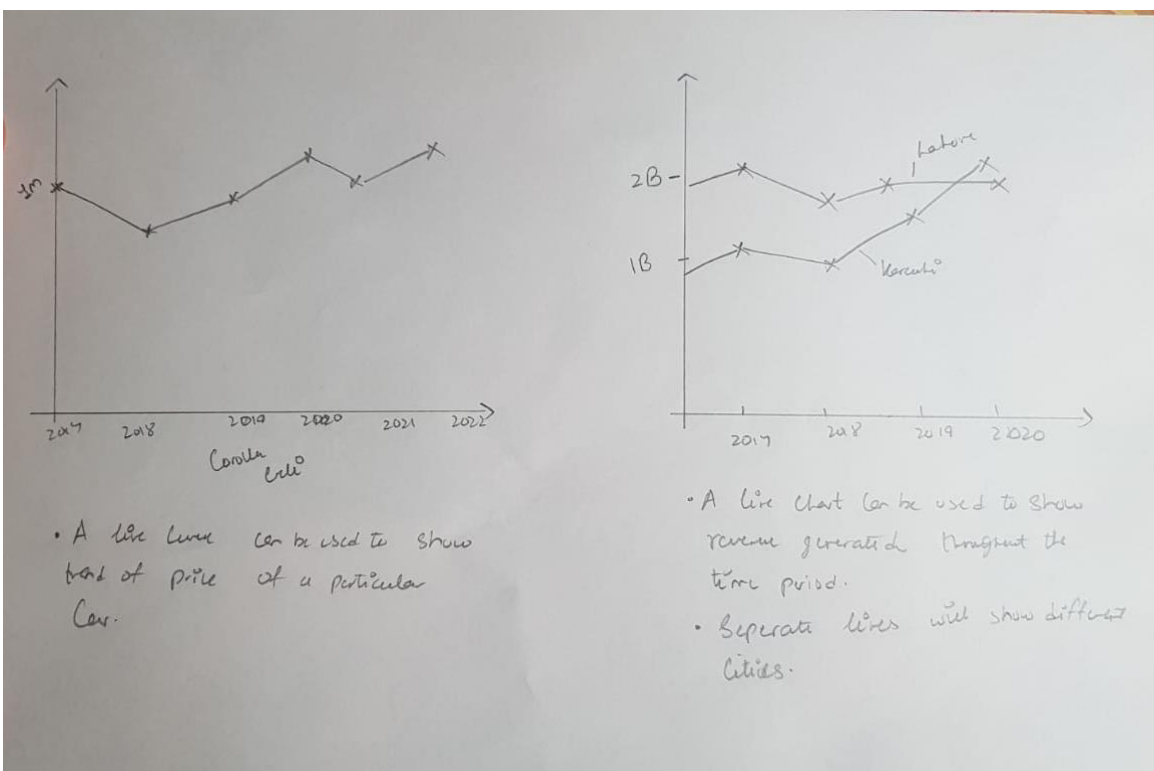 1m
2017 2018 2019 2020 2021 2022
Corolla
• A line can be used to show
trend of price of a particular
Car.
Lahore
2B
1B
Karachi
2017 2018 2019 2020
• A line chart can be used to show
revenue generated throughout the
time period.
• Seperate lines will show different
Cities.